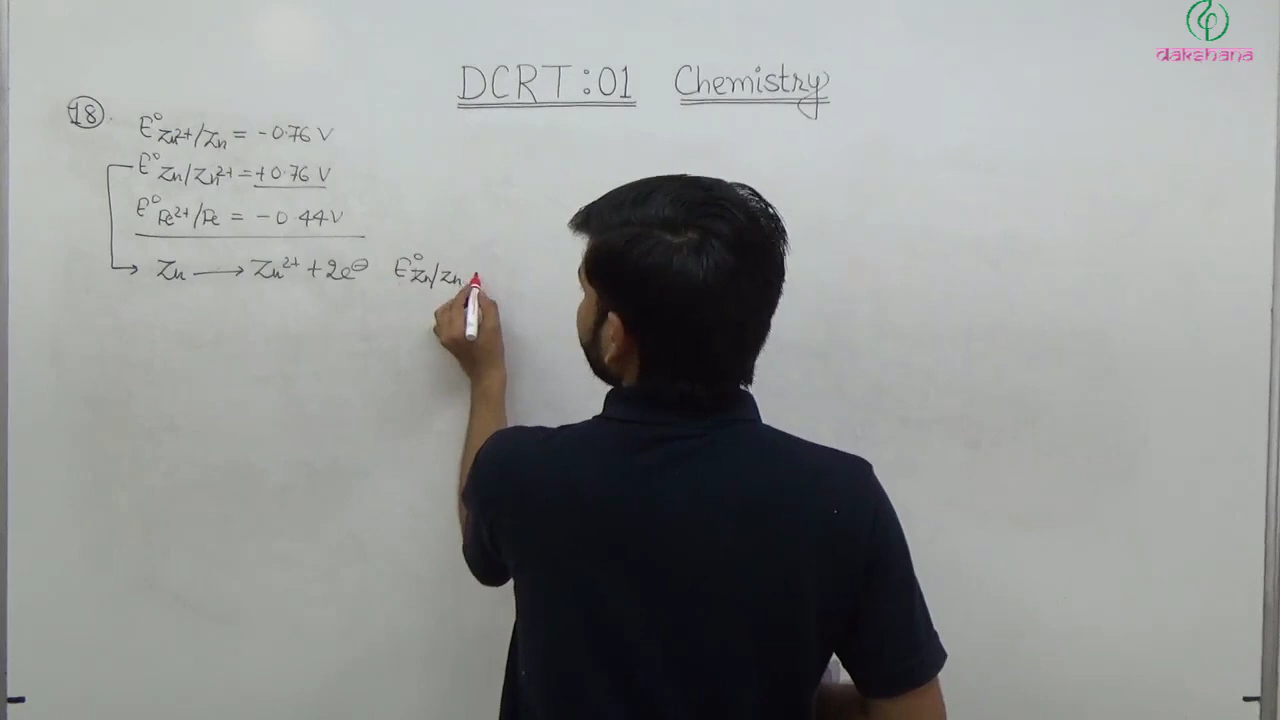 dakshana
DCRT:01 Chemistry
18.
E°Zn²⁺/Zn = -0.76 V
E°Zn/Zn²⁺ = +0.76 V
E°Fe²⁺/Fe = -0.44 V
Zn → Zn²⁺ + 2e⊖ E°Zn/Zn